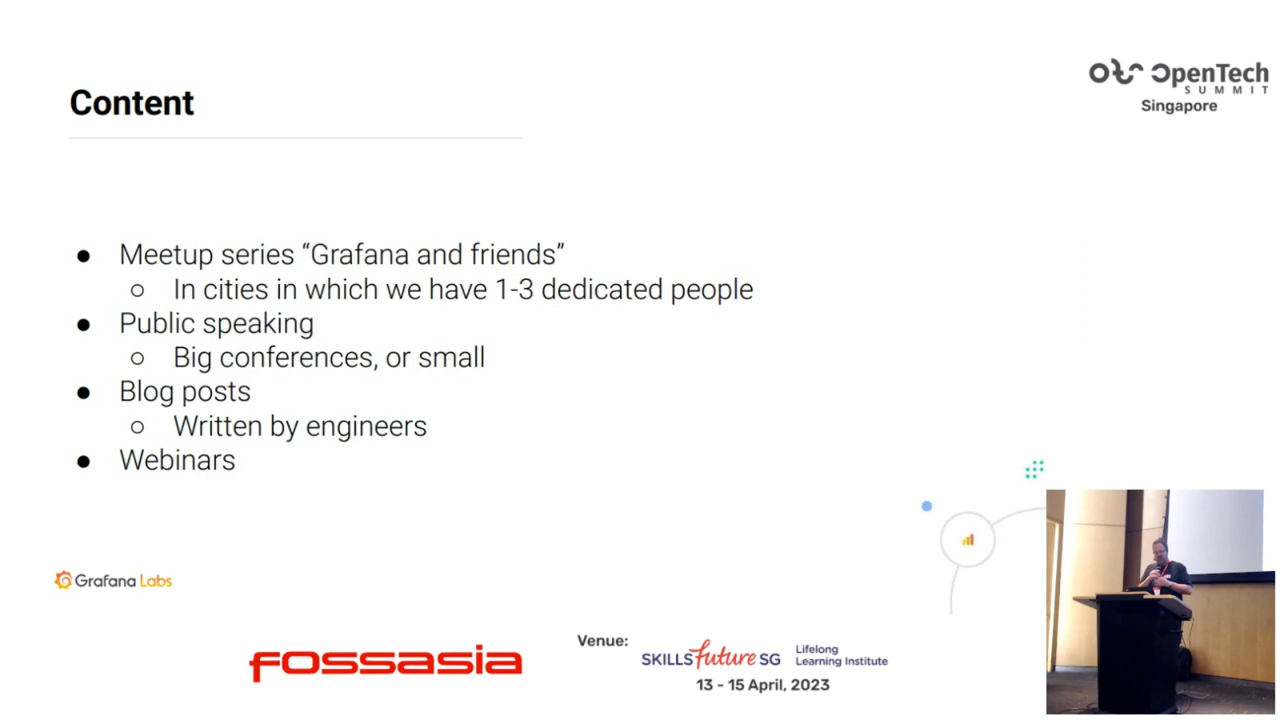 OpenTech
SUMMIT
Singapore
Content
● Meetup series “Grafana and friends”
○ In cities in which we have 1-3 dedicated people
● Public speaking
○ Big conferences, or small
● Blog posts
○ Written by engineers
● Webinars
Grafana Labs
fossasia
Venue:
SKILLSfuture SG
Lifelong
Learning Institute
13 - 15 April, 2023